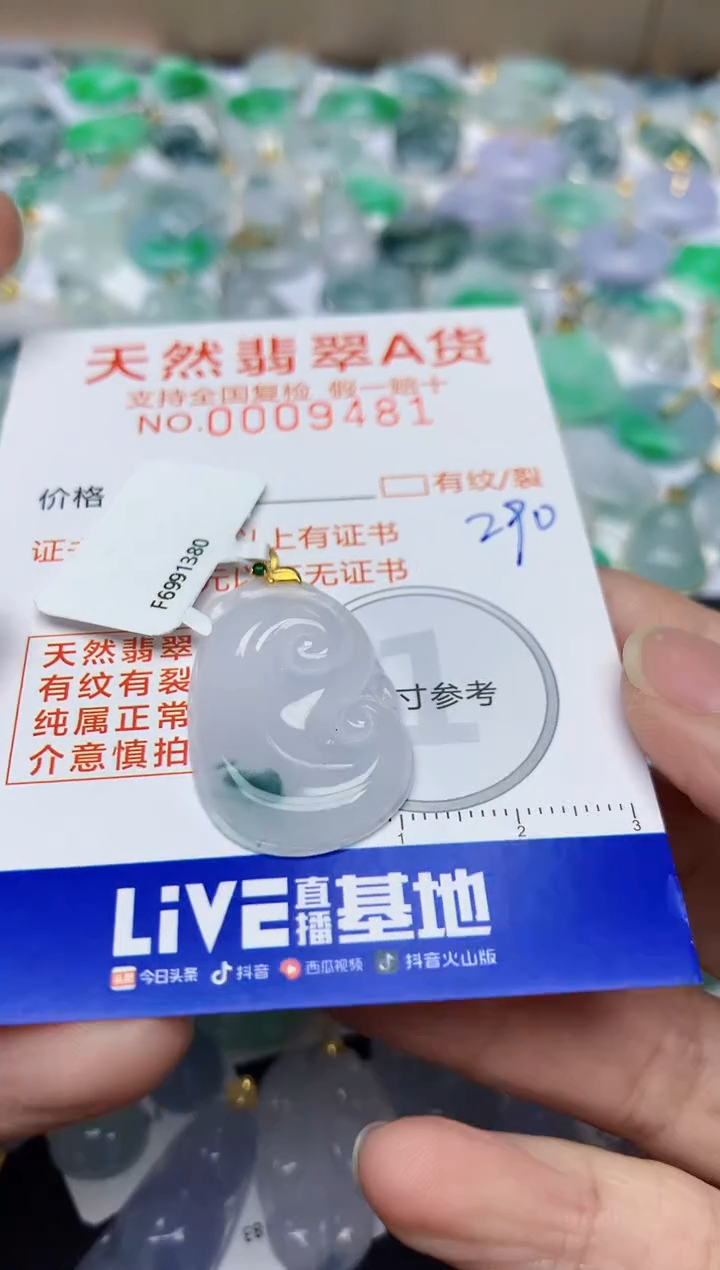 天然翡翠A货
支持全国复检 假一赔十
NO.0009481
价格
有纹/裂
290
以上有证书
无证书
F6991380
天然翡翠
有纹有裂
纯属正常
介意慎拍
寸参考
1
1 2 3
LiVE直播基地
今日头条 抖音 西瓜视频 抖音火山版